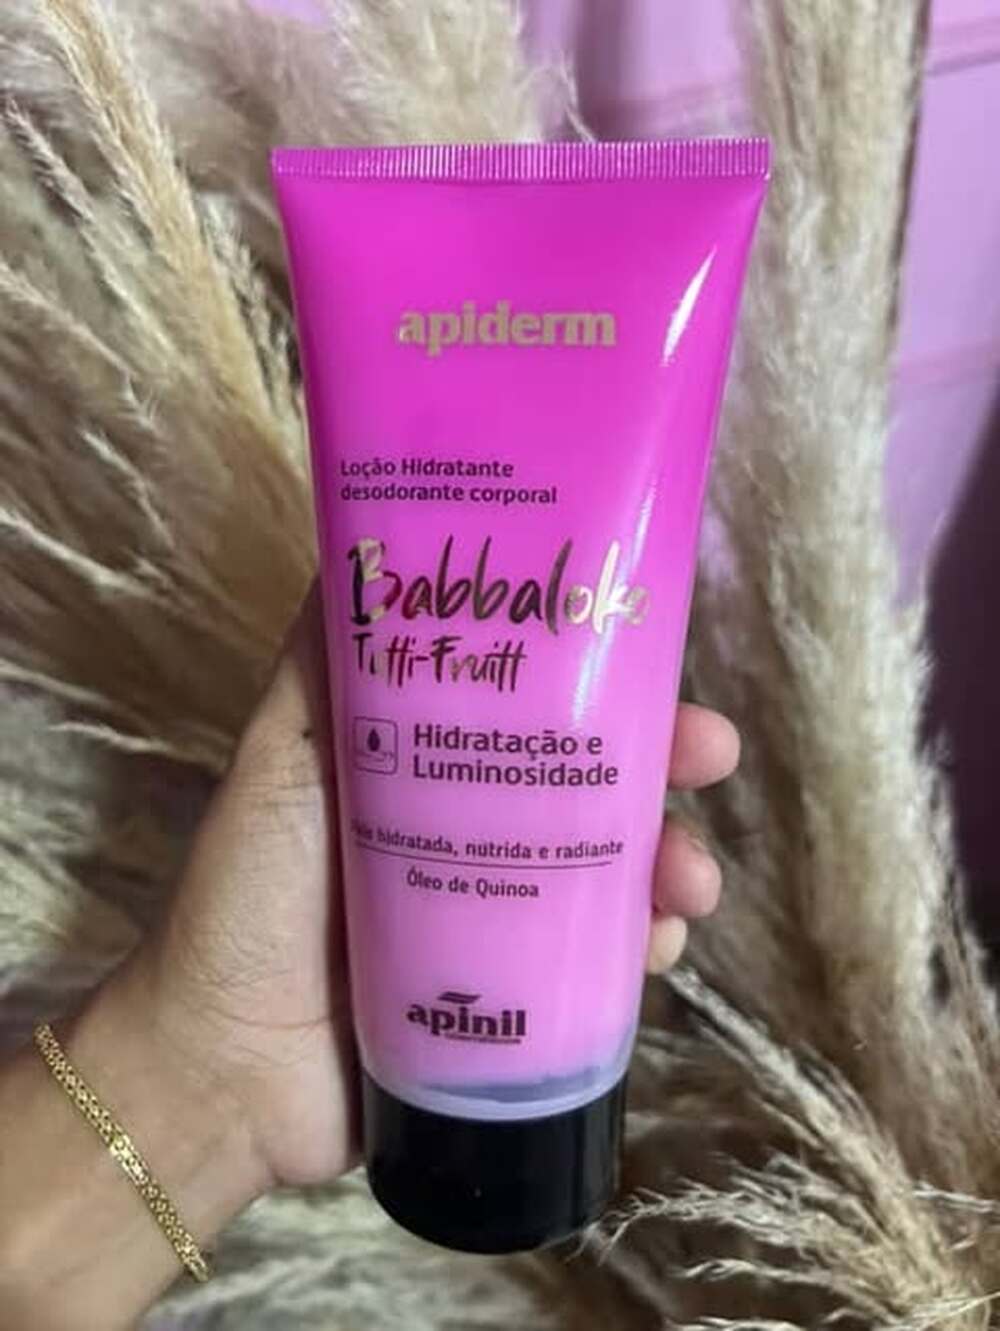 apiderm
Loção Hidratante
desodorante corporal
Babbaloko
Tutti-Frutti
Hidratação e
Luminosidade
hidratada, nutrida e radiante
Óleo de Quinoa
apinil